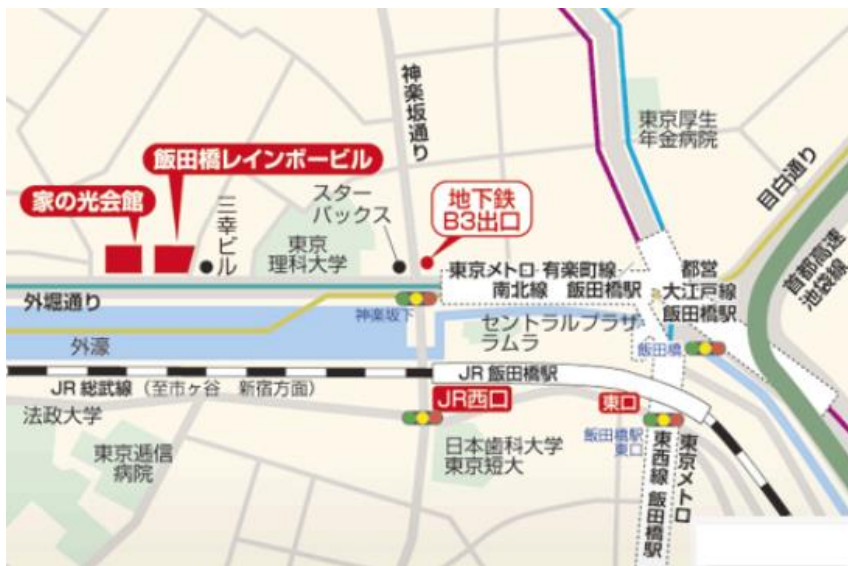 神楽坂通り
東京厚生
年金病院
目白通り
飯田橋レインボービル
家の光会館
三幸ビル
スター
バックス
地下鉄
B3出口
東京
理科大学
首都高速
池袋線
東京メトロ 有楽町線
南北線 飯田橋駅
都営
大江戸線
飯田橋駅
外堀通り
神楽坂下
セントラルプラザ
ラムラ
飯田橋
外濠
JR 飯田橋駅
JR 総武線（至市ヶ谷 新宿方面）
JR西口
東口
法政大学
飯田橋駅
東口
日本歯科大学
東京短大
東京逓信
病院
東京メトロ
東西線 飯田橋駅